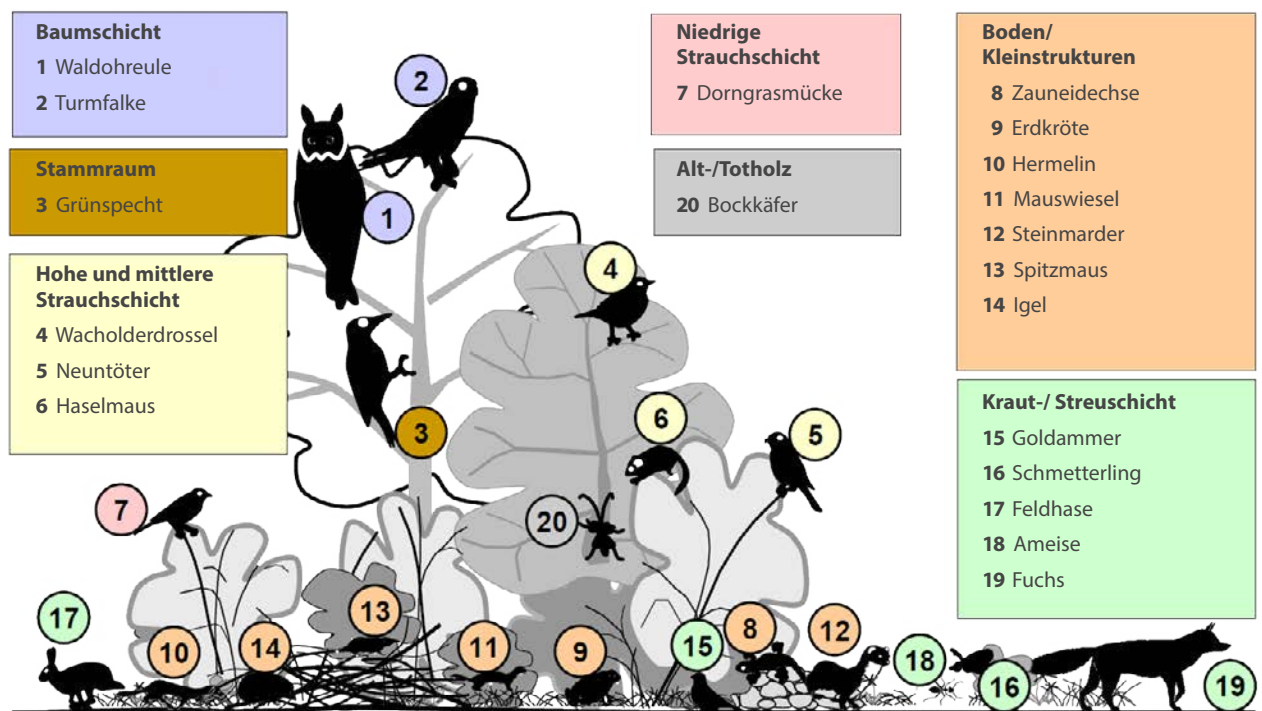 Baumschicht
1 Waldohreule
2 Turmfalke
Stammraum
3 Grünspecht
Hohe und mittlere
Strauchschicht
4 Wacholderdrossel
5 Neuntöter
6 Haselmaus
Niedrige
Strauchschicht
7 Dorngrasmücke
Alt-/Totholz
20 Bockkäfer
Boden/
Kleinstrukturen
8 Zauneidechse
9 Erdkröte
10 Hermelin
11 Mauswiesel
12 Steinmarder
13 Spitzmaus
14 Igel
Kraut-/ Streuschicht
15 Goldammer
16 Schmetterling
17 Feldhase
18 Ameise
19 Fuchs
2
1
4
3
6
5
7
20
17
13
10
14
11
9
15
8
12
18
16
19